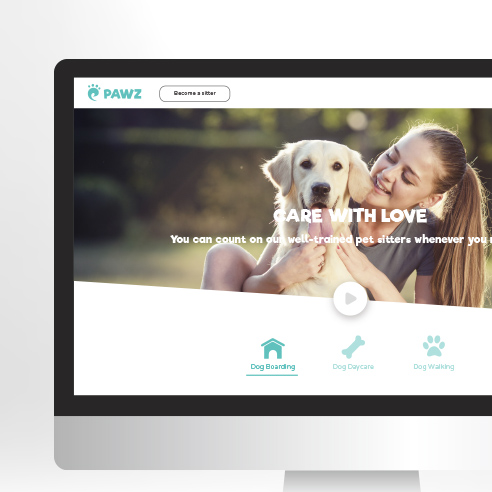 PAWZ
Become a sitter
CARE WITH LOVE
You can count on our well-trained pet sitters whenever you
Dog Boarding
Dog Daycare
Dog Walking